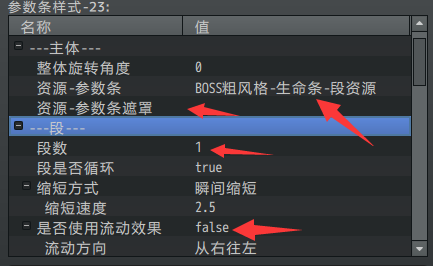 参数条样式-23:
名称 值
---主体---
整体旋转角度 0
资源-参数条 BOSS粗风格-生命条-段资源
资源-参数条遮罩
---段---
段数 1
段是否循环 true
缩短方式 瞬间缩短
缩短速度 2.5
是否使用流动效果 false
流动方向 从右往左